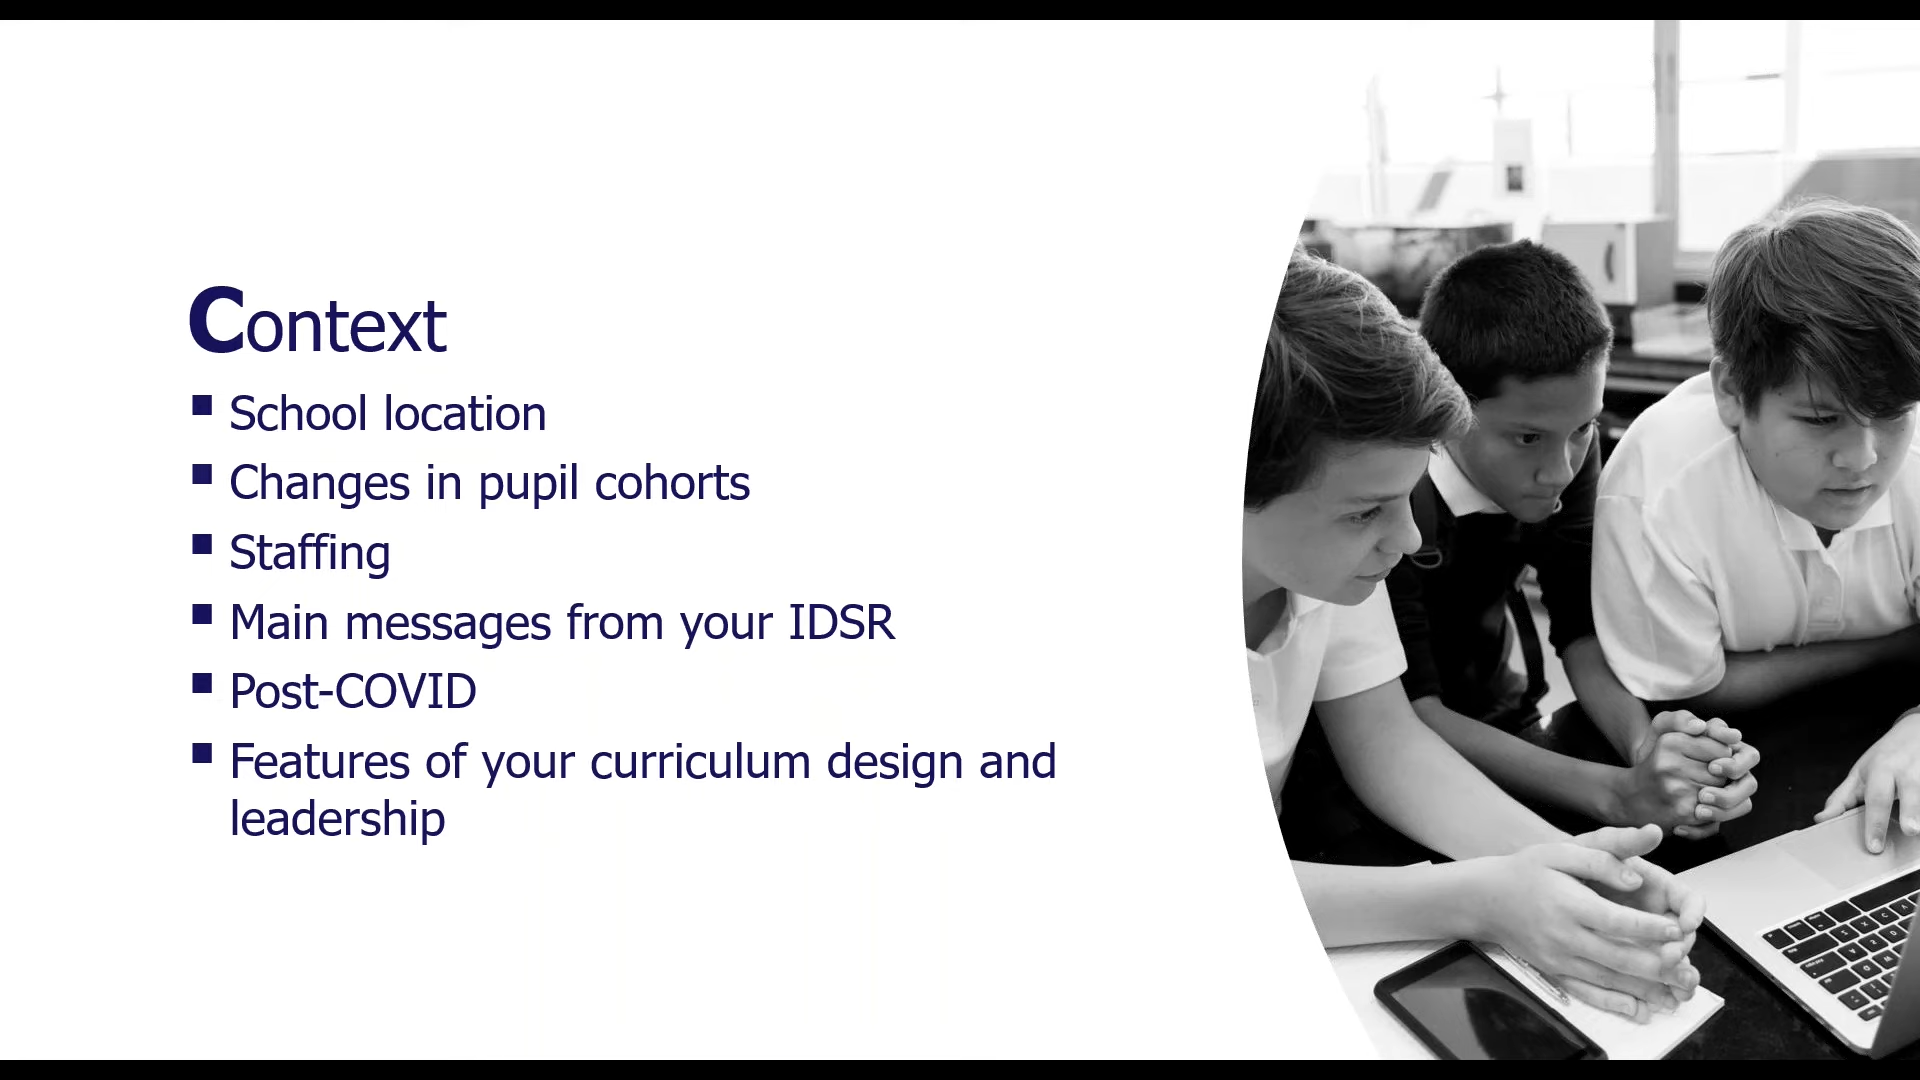 Context
▪ School location
▪ Changes in pupil cohorts
▪ Staffing
▪ Main messages from your IDSR
▪ Post-COVID
▪ Features of your curriculum design and
leadership